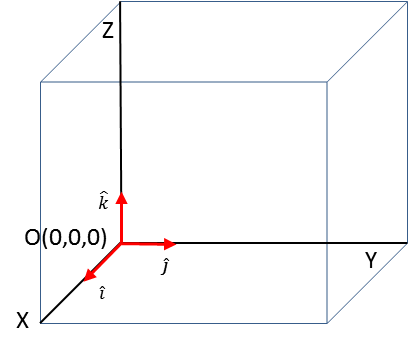 Z
k̂
O(0,0,0)
ĵ
Y
î
X